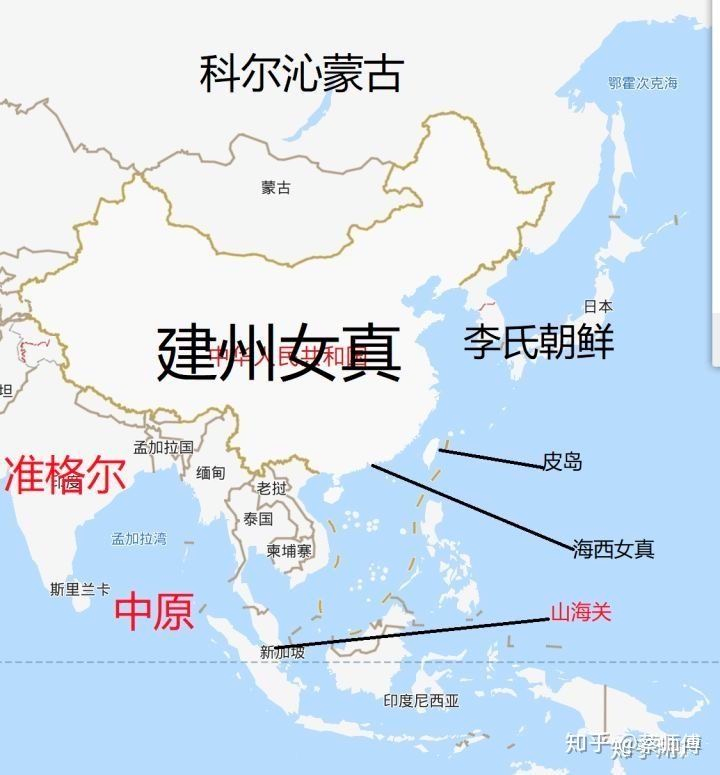 科尔沁蒙古
鄂霍次克海
蒙古
日本
建州女真
中华人民共和国
李氏朝鲜
坦
孟加拉国
准格尔
印度
缅甸
老挝
皮岛
泰国
孟加拉湾
柬埔寨
海西女真
斯里兰卡
中原
山海关
新加坡
印度尼西亚
知乎 @蔡师傅